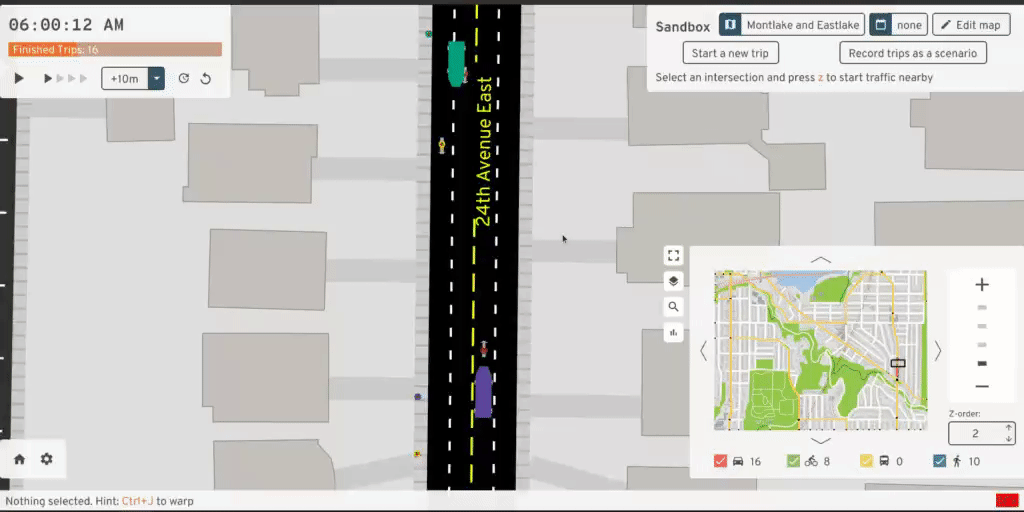 06:00:12 AM
Finished Trips: 16
+10m
Sandbox
Montlake and Eastlake
none
Edit map
Start a new trip
Record trips as a scenario
Select an intersection and press z to start traffic nearby
24th Avenue East
Z-order:
2
16
8
0
10
Nothing selected. Hint: Ctrl+J to warp